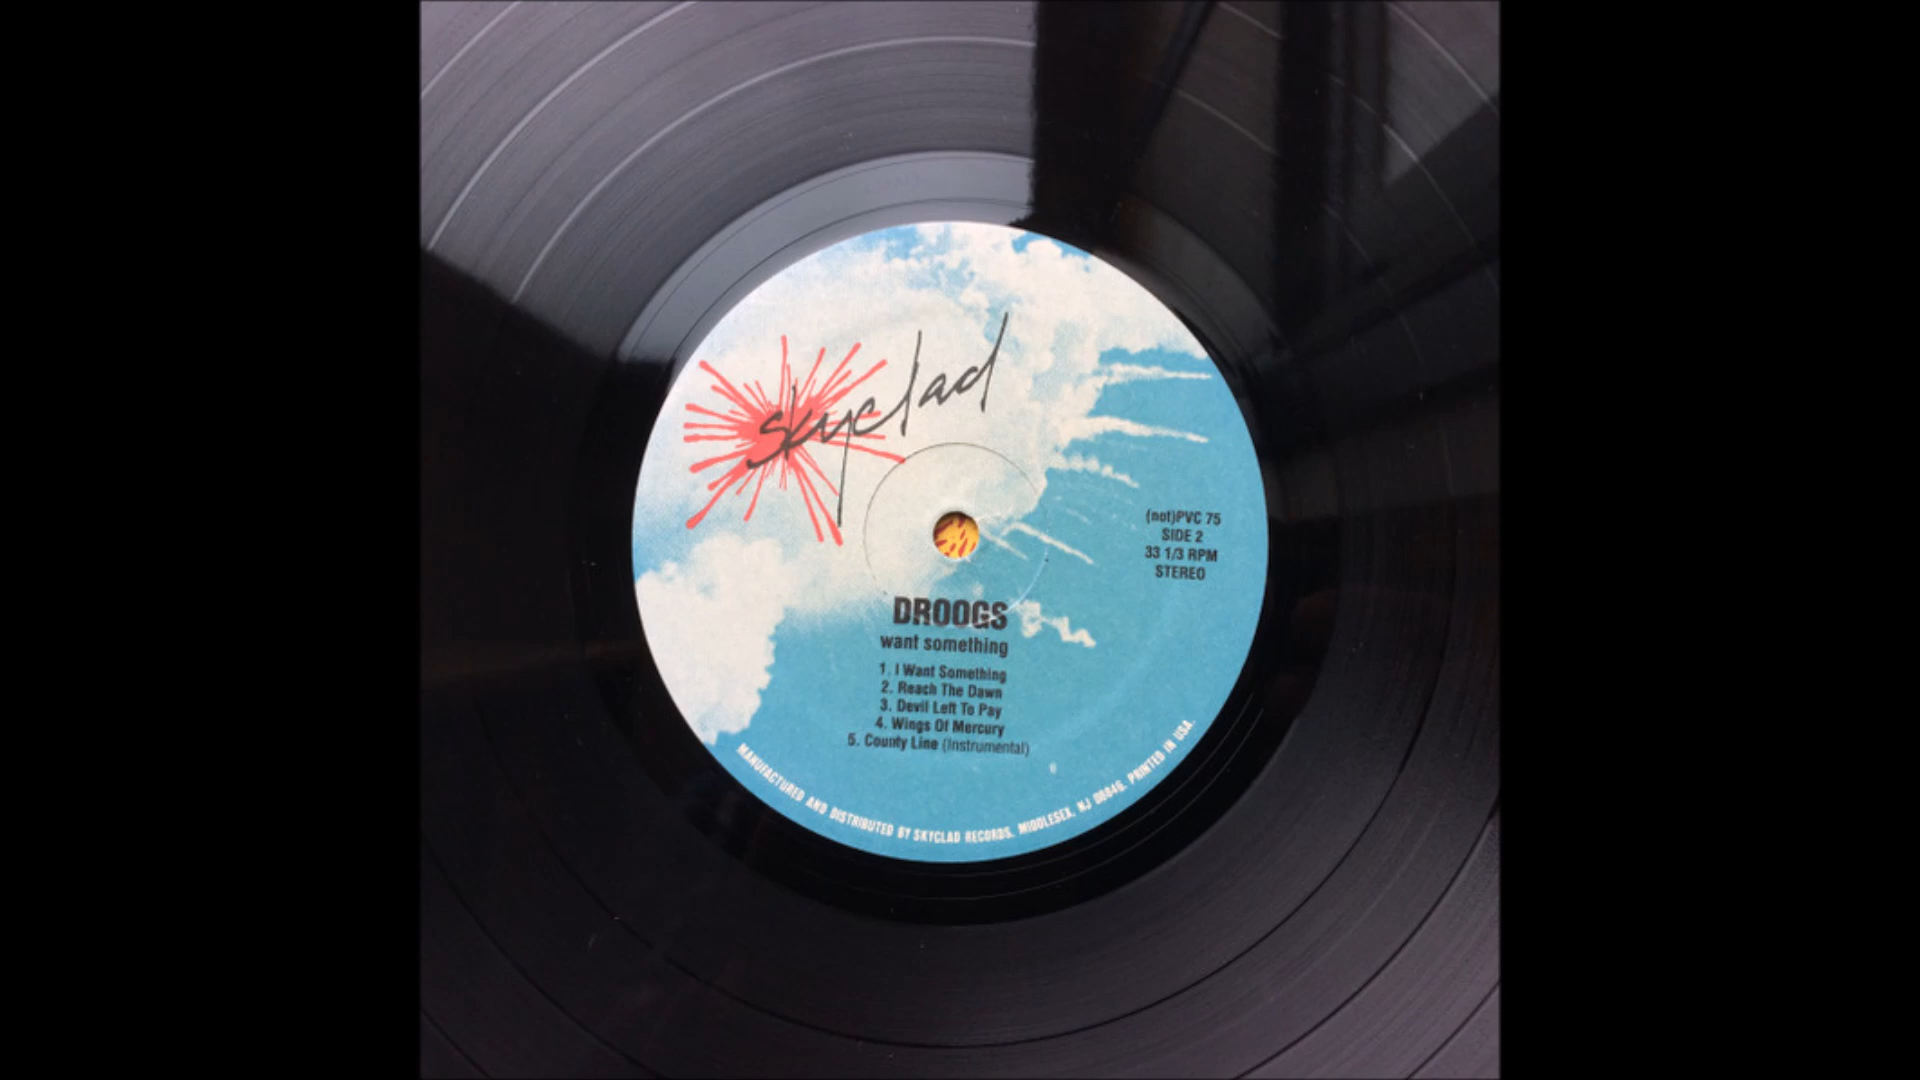 skyclad
(not)PVC 75
SIDE 2
33 1/3 RPM
STEREO
DROOGS
want something
1. I Want Something
2. Reach The Dawn
3. Devil Left To Pay
4. Wings Of Mercury
5. County Line (Instrumental)
MANUFACTURED AND DISTRIBUTED BY SKYCLAD RECORDS, MIDDLESEX, NJ 08846. PRINTED IN USA.